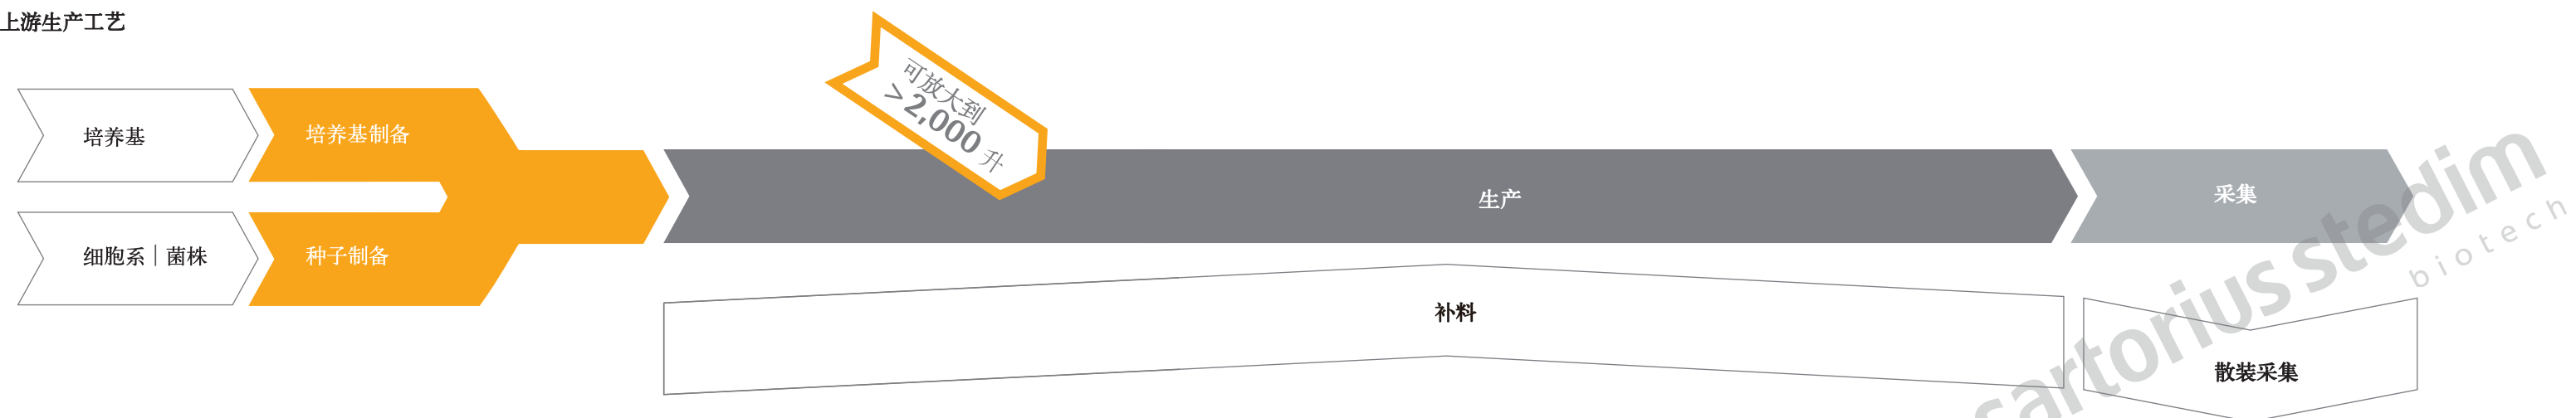 上游生产工艺
培养基
培养基制备
可放大到
>2,000 升
生产
采集
细胞系｜菌株
种子制备
补料
散装采集
sartorius stedim
biotech